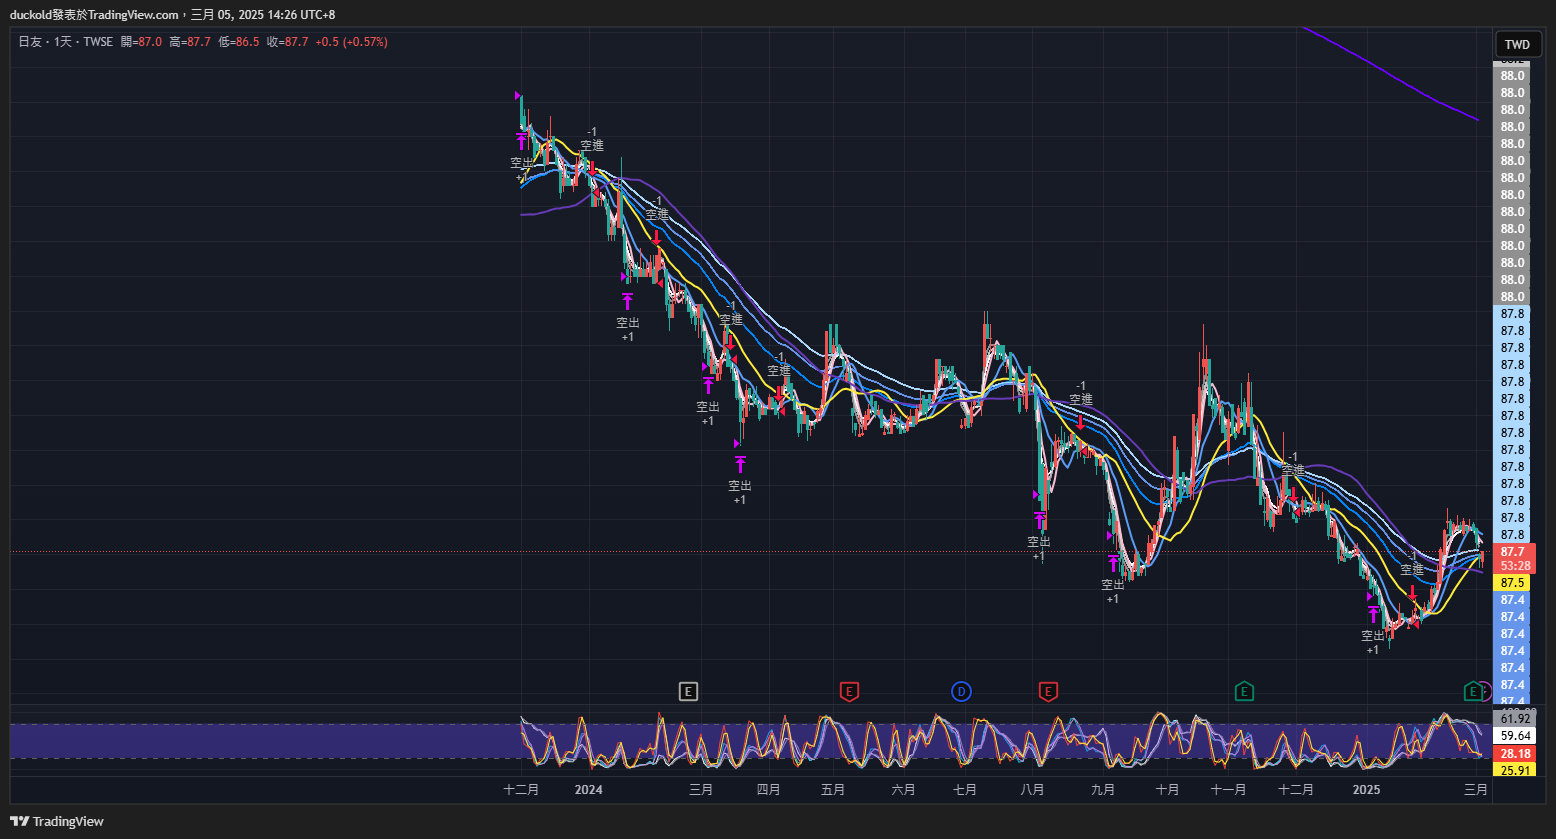 duckold發表於TradingView.com，三月 05, 2025 14:26 UTC+8
日友・1天・TWSE 開=87.0 高=87.7 低=86.5 收=87.7 +0.5 (+0.57%)
TWD
88.0
88.0
88.0
88.0
88.0
88.0
88.0
88.0
88.0
88.0
88.0
88.0
88.0
88.0
87.8
87.8
87.8
87.8
87.8
87.8
87.8
87.8
87.8
87.8
87.8
87.8
87.8
87.8
87.7
53:28
87.5
87.4
87.4
87.4
87.4
87.4
87.4
87.4
空出
+1
-1
空進
空出
+1
-1
空進
空出
+1
-1
空進
空出
+1
-1
空進
空出
+1
-1
空進
空出
+1
-1
空進
空出
+1
-1
空進
E
E
D
E
E
E
61.92
59.64
28.18
25.91
十二月 2024 三月 四月 五月 六月 七月 八月 九月 十月 十一月 十二月 2025 三月
TradingView